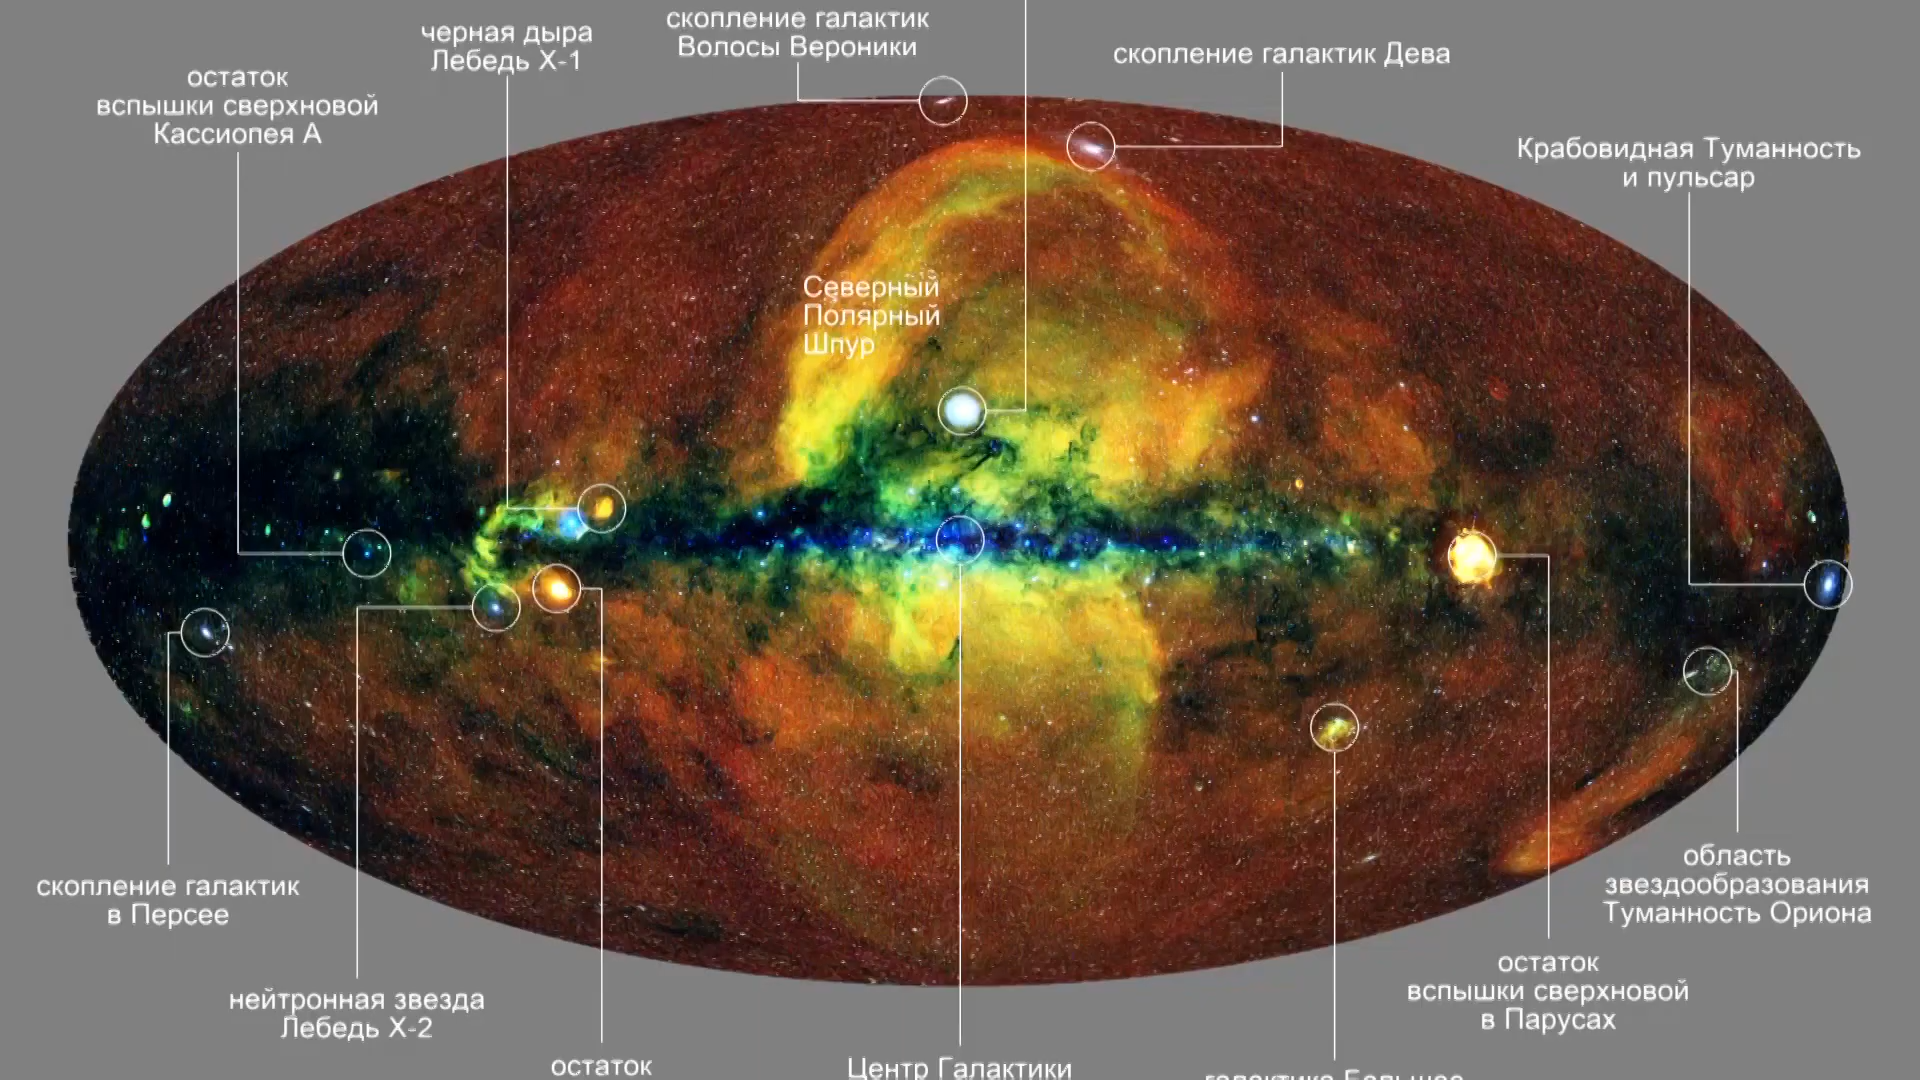 черная дыра
Лебедь X-1
скопление галактик
Волосы Вероники
скопление галактик Дева
остаток
вспышки сверхновой
Кассиопея А
Крабовидная Туманность
и пульсар
Северный
Полярный
Шпур
скопление галактик
в Персее
нейтронная звезда
Лебедь X-2
остаток
Центр Галактики
галактика Большое
остаток
вспышки сверхновой
в Парусах
область
звездообразования
Туманность Ориона